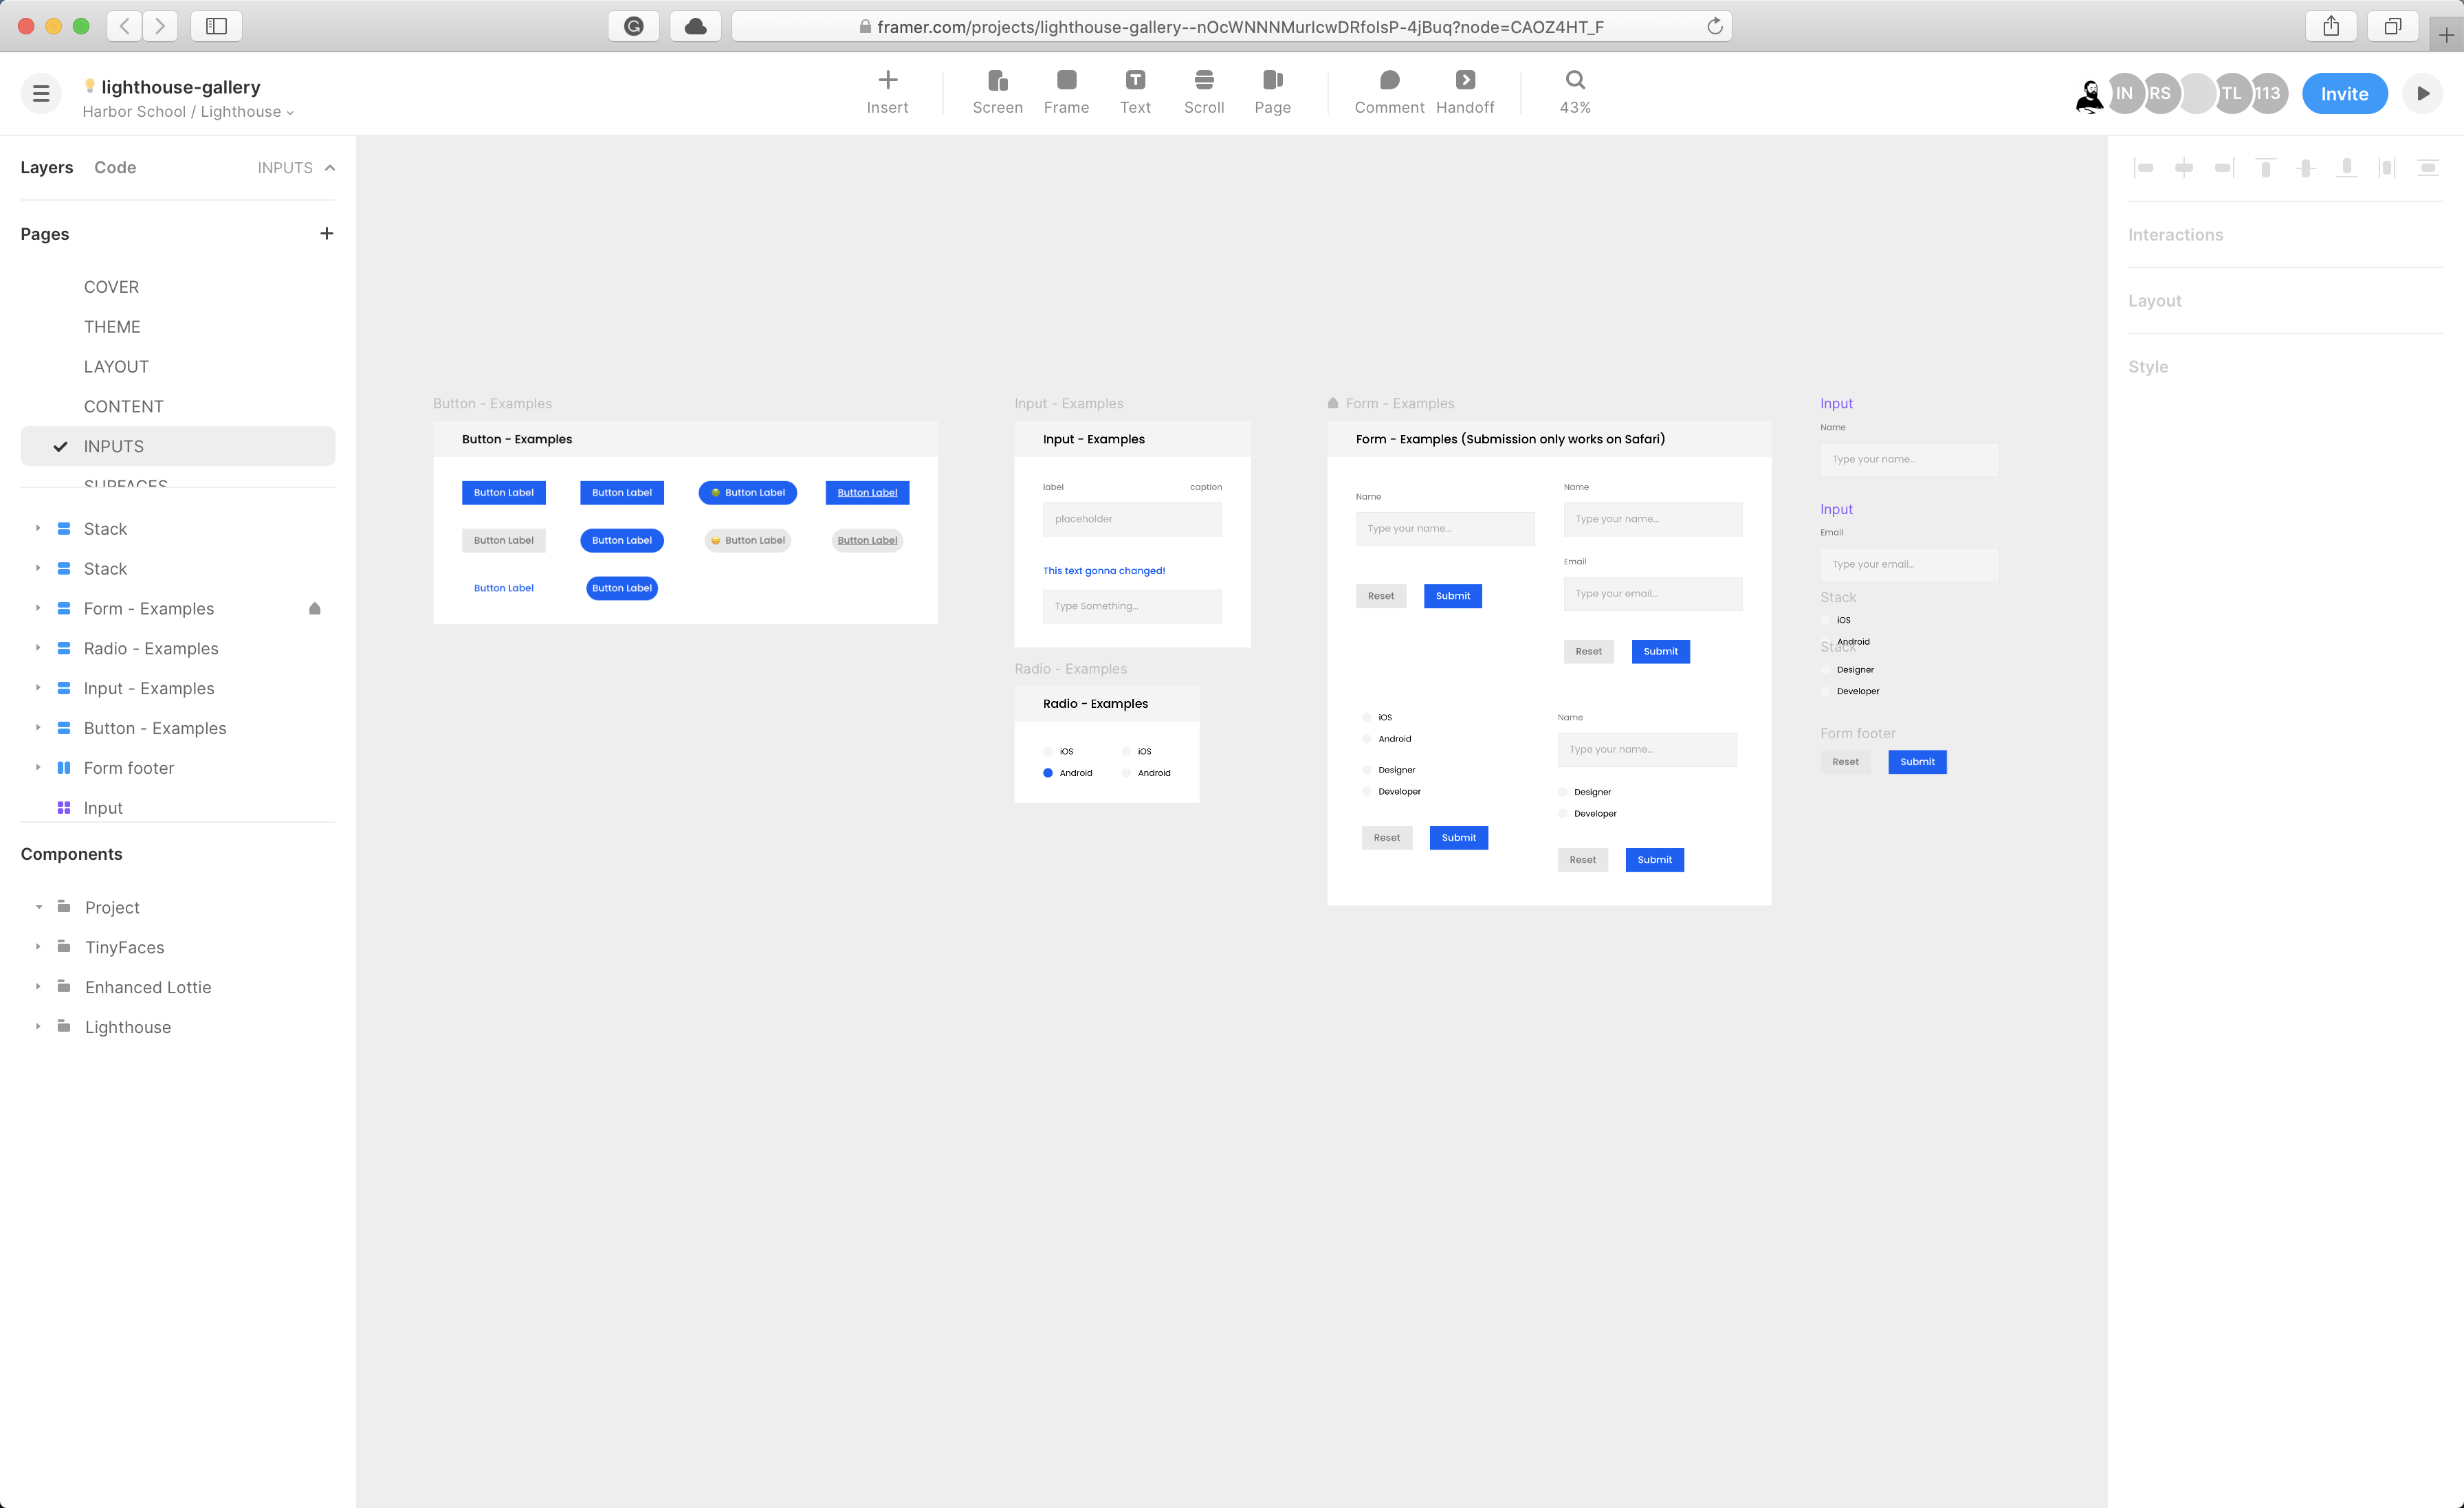 framer.com/projects/lighthouse-gallery--nOcWNNNMurIcwDRfoIsP-4jBuq?node=CAOZ4HT_F
lighthouse-gallery
Harbor School / Lighthouse
Insert
Screen
Frame
Text
Scroll
Page
Comment
Handoff
43%
IN
RS
TL
113
Invite
Layers
Code
INPUTS
Pages
COVER
THEME
LAYOUT
CONTENT
INPUTS
SURFACES
Stack
Stack
Form - Examples
Radio - Examples
Input - Examples
Button - Examples
Form footer
Input
Components
Project
TinyFaces
Enhanced Lottie
Lighthouse
Button - Examples
Button - Examples
Button Label
Button Label
Button Label
Button Label
Button Label
Button Label
Button Label
Button Label
Button Label
Button Label
Input - Examples
Input - Examples
label
caption
placeholder
This text gonna changed!
Type Something...
Radio - Examples
Radio - Examples
iOS
iOS
Android
Android
Form - Examples
Form - Examples (Submission only works on Safari)
Name
Type your name...
Reset
Submit
Name
Type your name...
Email
Type your email...
Reset
Submit
iOS
Android
Designer
Developer
Reset
Submit
Name
Type your name...
Designer
Developer
Reset
Submit
Input
Name
Type your name...
Input
Email
Type your email...
Stack
iOS
Android
Stack
Designer
Developer
Form footer
Reset
Submit
Interactions
Layout
Style